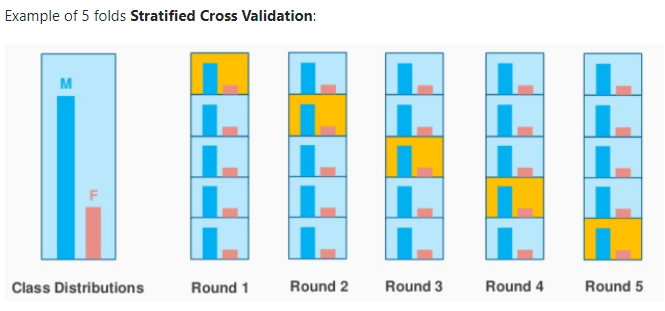 Example of 5 folds Stratified Cross Validation:
M
F
Class Distributions
Round 1
Round 2
Round 3
Round 4
Round 5